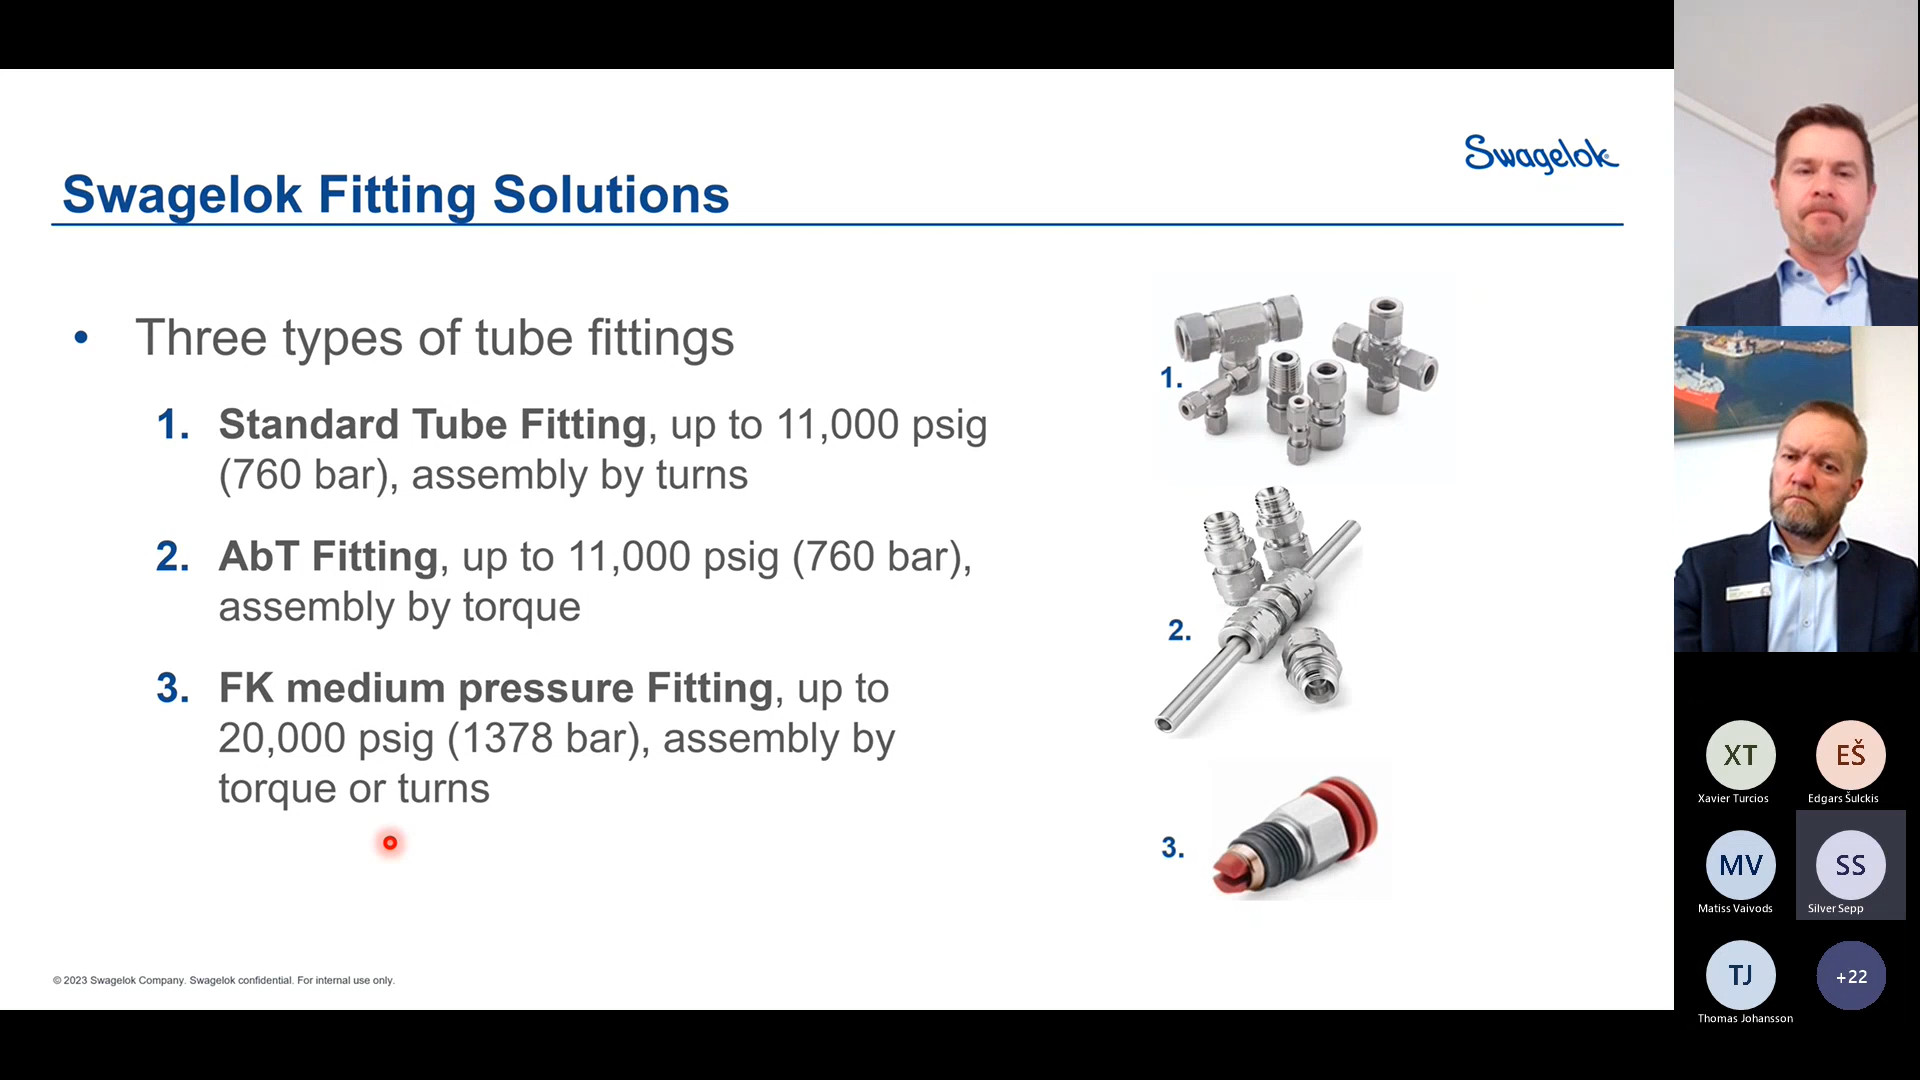 Swagelok
Swagelok Fitting Solutions
• Three types of tube fittings
1. Standard Tube Fitting, up to 11,000 psig
(760 bar), assembly by turns
2. AbT Fitting, up to 11,000 psig (760 bar),
assembly by torque
3. FK medium pressure Fitting, up to
20,000 psig (1378 bar), assembly by
torque or turns
1.
2.
3.
© 2023 Swagelok Company. Swagelok confidential. For internal use only.
XT
EŠ
Xavier Turcios
Edgars Šulckis
MV
SS
Matiss Vaivods
Silver Sepp
TJ
+22
Thomas Johansson